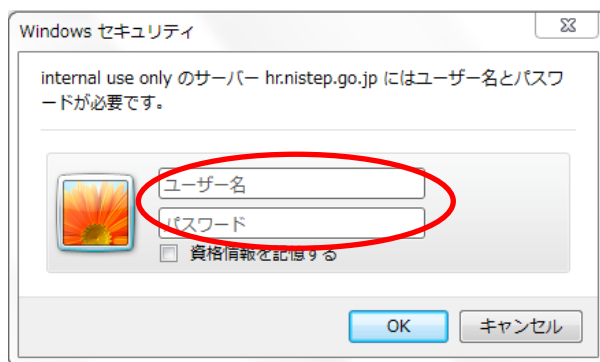 Windows セキュリティ
internal use only のサーバー hr.nistep.go.jp にはユーザー名とパスワ
ードが必要です。
ユーザー名
パスワード
資格情報を記憶する
OK
キャンセル